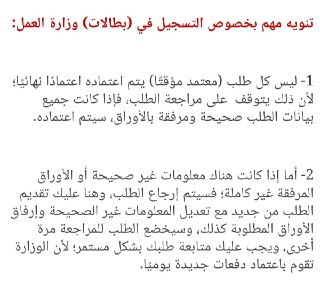 تنويه مهم بخصوص التسجيل في (بطالات) وزارة العمل:
1- ليس كل طلب (معتمد مؤقتًا) يتم اعتماده اعتمادًا نهائيًا؛
لأن ذلك يتوقف على مراجعة الطلب، فإذا كانت جميع
بيانات الطلب صحيحة ومرفقة بالأوراق، سيتم اعتماده.
2- أما إذا كانت هناك معلومات غير صحيحة أو الأوراق
المرفقة غير كاملة؛ فسيتم إرجاع الطلب، وهنا عليك تقديم
الطلب من جديد مع تعديل المعلومات غير الصحيحة وإرفاق
الأوراق المطلوبة كذلك، وسيخضع الطلب للمراجعة مرة
أخرى، ويجب عليك متابعة طلبك بشكل مستمر؛ لأن الوزارة
تقوم باعتماد دفعات جديدة يوميًا.